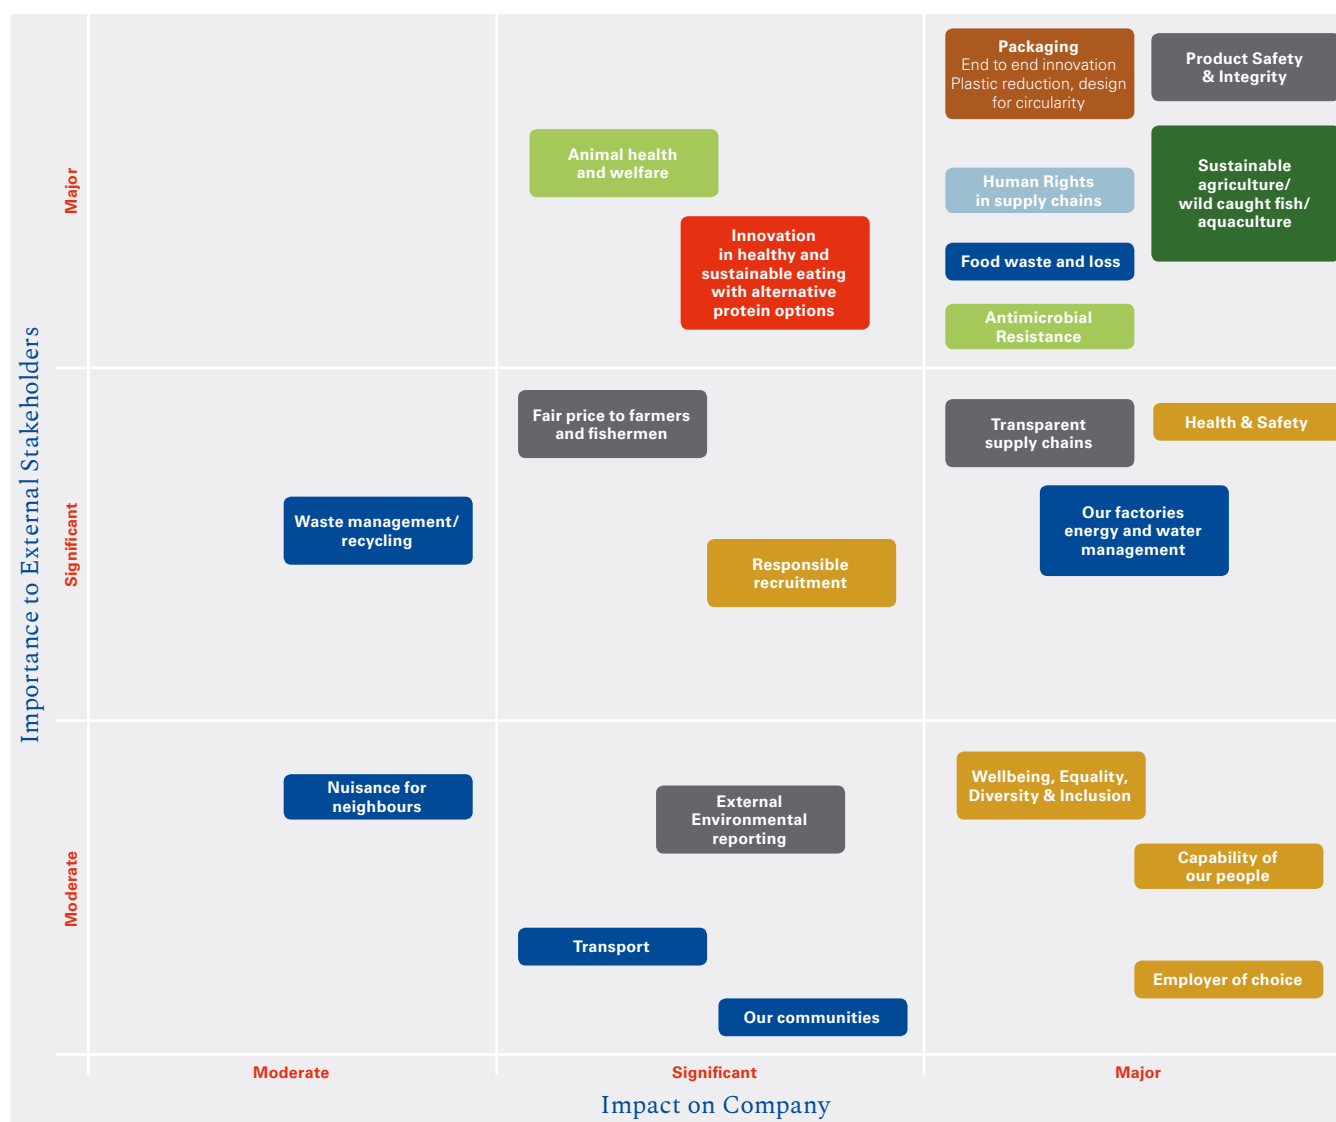 Importance to External Stakeholders
Major
Packaging
End to end innovation
Plastic reduction, design
for circularity
Product Safety
& Integrity
Animal health
and welfare
Human Rights
in supply chains
Sustainable
agriculture/
wild caught fish/
aquaculture
Innovation
in healthy and
sustainable eating
with alternative
protein options
Food waste and loss
Antimicrobial
Resistance
Significant
Fair price to farmers
and fishermen
Transparent
supply chains
Health & Safety
Waste management/
recycling
Responsible
recruitment
Our factories
energy and water
management
Moderate
Nuisance for
neighbours
External
Environmental
reporting
Wellbeing, Equality,
Diversity & Inclusion
Capability of
our people
Transport
Employer of choice
Our communities
Moderate
Significant
Major
Impact on Company